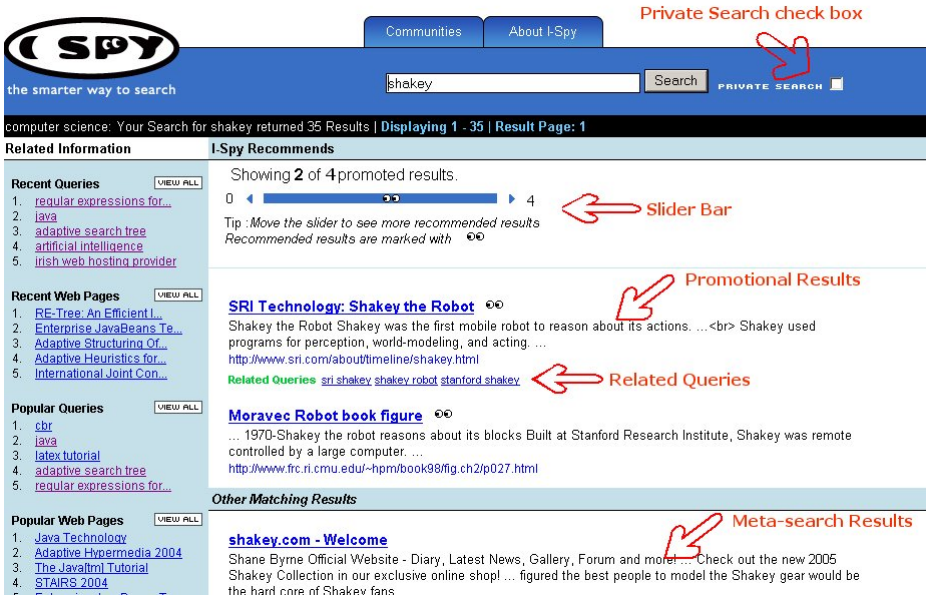 Private Search check box
I SPY
the smarter way to search
Communities
About I-Spy
shakey
Search
PRIVATE SEARCH
computer science: Your Search for shakey returned 35 Results | Displaying 1 - 35 | Result Page: 1
Related Information
I-Spy Recommends
Recent Queries
VIEW ALL
1. regular expressions for...
2. java
3. adaptive search tree
4. artificial intelligence
5. irish web hosting provider
Recent Web Pages
VIEW ALL
1. RE-Tree: An Efficient I...
2. Enterprise JavaBeans Te...
3. Adaptive Structuring Of...
4. Adaptive Heuristics for...
5. International Joint Con...
Popular Queries
VIEW ALL
1. cbr
2. java
3. latex tutorial
4. adaptive search tree
5. regular expressions for...
Popular Web Pages
VIEW ALL
1. Java Technology
2. Adaptive Hypermedia 2004
3. The Java[tm] Tutorial
4. STAIRS 2004
Showing 2 of 4 promoted results.
0
4
Slider Bar
Tip : Move the slider to see more recommended results
Recommended results are marked with
Promotional Results
SRI Technology: Shakey the Robot
Shakey the Robot Shakey was the first mobile robot to reason about its actions. ...<br> Shakey used
programs for perception, world-modeling, and acting. ...
http://www.sri.com/about/timeline/shakey.html
Related Queries sri shakey shakey robot stanford shakey
Related Queries
Moravec Robot book figure
... 1970-Shakey the robot reasons about its blocks Built at Stanford Research Institute, Shakey was remote
controlled by a large computer. ...
http://www.frc.ri.cmu.edu/~hpm/book98/fig.ch2/p027.html
Other Matching Results
Meta-search Results
shakey.com - Welcome
Shane Byrne Official Website - Diary, Latest News, Gallery, Forum and more! ... Check out the new 2005
Shakey Collection in our exclusive online shop! ... figured the best people to model the Shakey gear would be
the hard core of Shakey fans